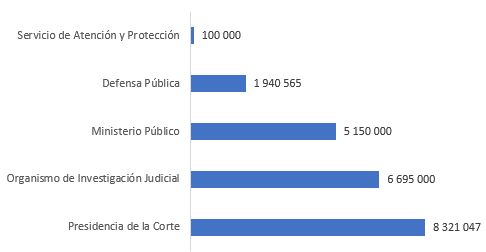 Servicio de Atención y Protección 100 000
Defensa Pública 1 940 565
Ministerio Público 5 150 000
Organismo de Investigación Judicial 6 695 000
Presidencia de la Corte 8 321 047